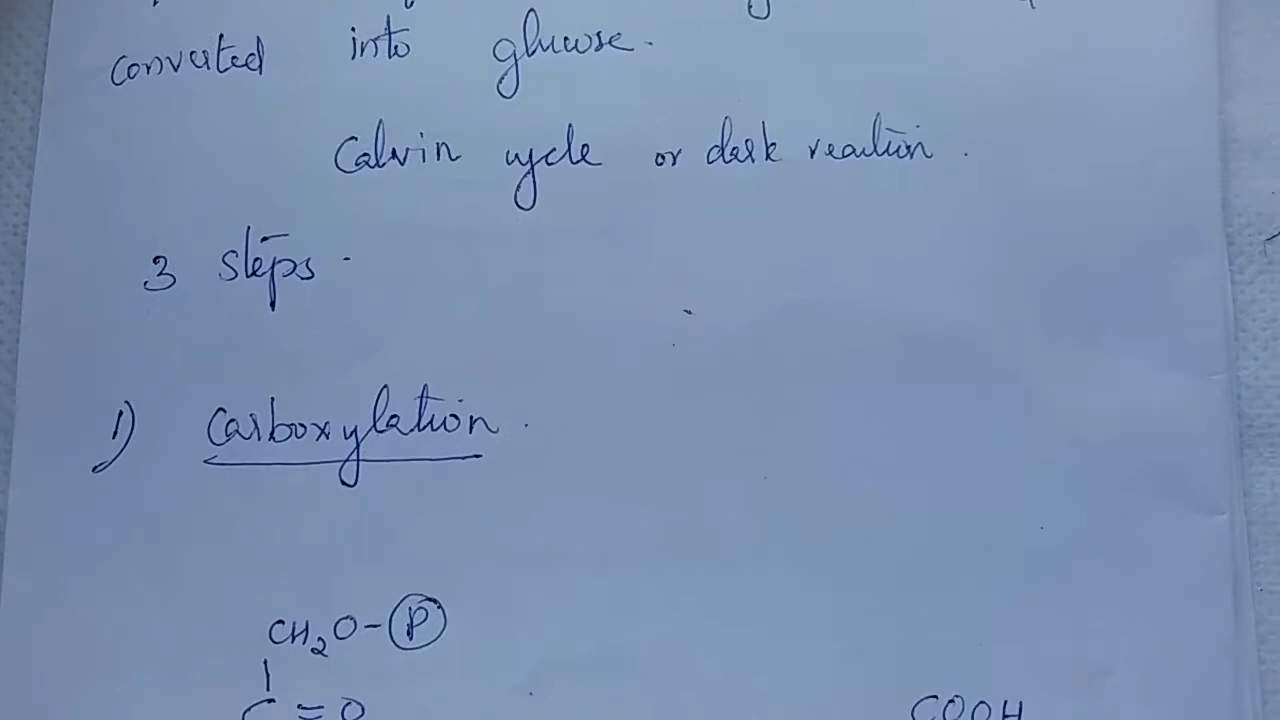 converted into glucose.
Calvin cycle or dark reaction.
3 steps.
1) Carboxylation.
CH2O-(P)
|
C=O
COOH